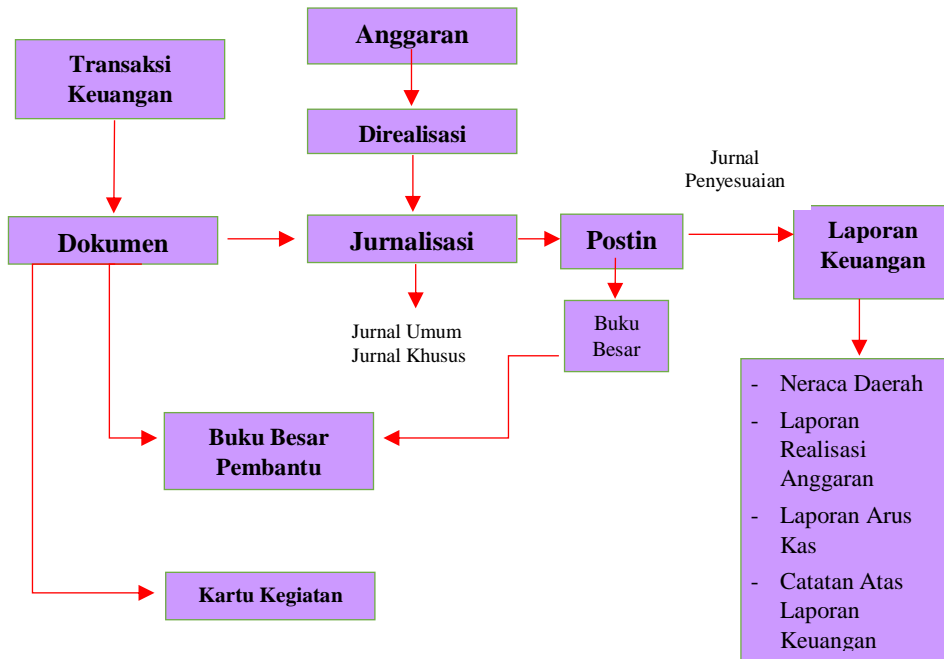 Anggaran
Transaksi
Keuangan
Direalisasi
Jurnal
Penyesuaian
Dokumen
Jurnalisasi
Postin
Laporan
Keuangan
Jurnal Umum
Jurnal Khusus
Buku
Besar
Buku Besar
Pembantu
Kartu Kegiatan
- Neraca Daerah
- Laporan
Realisasi
Anggaran
- Laporan Arus
Kas
- Catatan Atas
Laporan
Keuangan